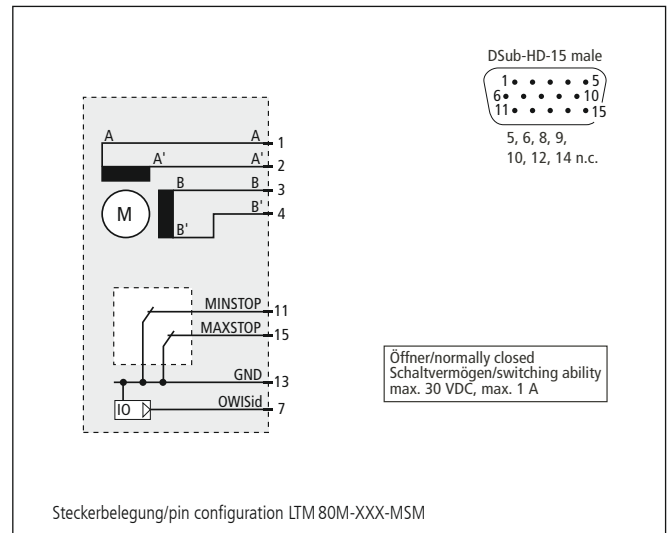 DSub-HD-15 male
1 5
6 10
11 15
5, 6, 8, 9,
10, 12, 14 n.c.
A A 1
A' A' 2
B B 3
M B' 4
B'
MINSTOP 11
MAXSTOP 15
GND 13
IO OWISid 7
Öffner/normally closed
Schaltvermögen/switching ability
max. 30 VDC, max. 1 A
Steckerbelegung/pin configuration LTM 80M-XXX-MSM